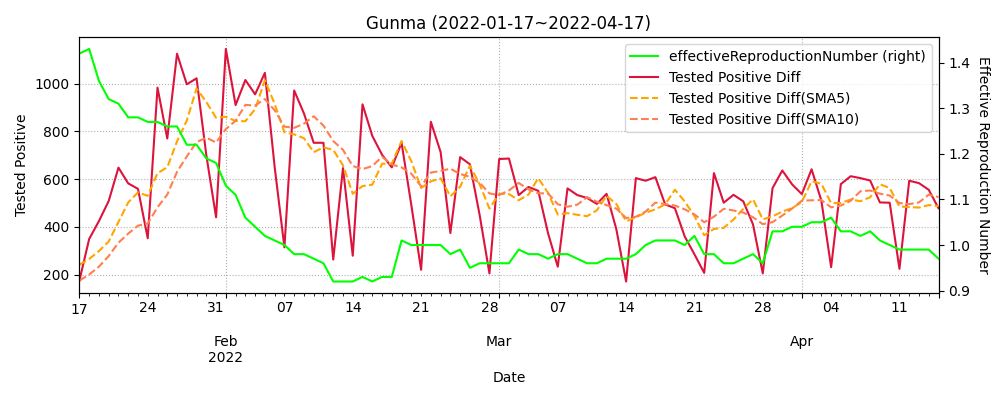 Gunma (2022-01-17~2022-04-17)
effectiveReproductionNumber (right)
Tested Positive Diff
Tested Positive Diff(SMA5)
Tested Positive Diff(SMA10)
Tested Positive
1000
800
600
400
200
Effective Reproduction Number
1.4
1.3
1.2
1.1
1.0
0.9
17 24 31 07 14 21 28 07 14 21 28 04 11
Feb Mar Apr
2022
Date